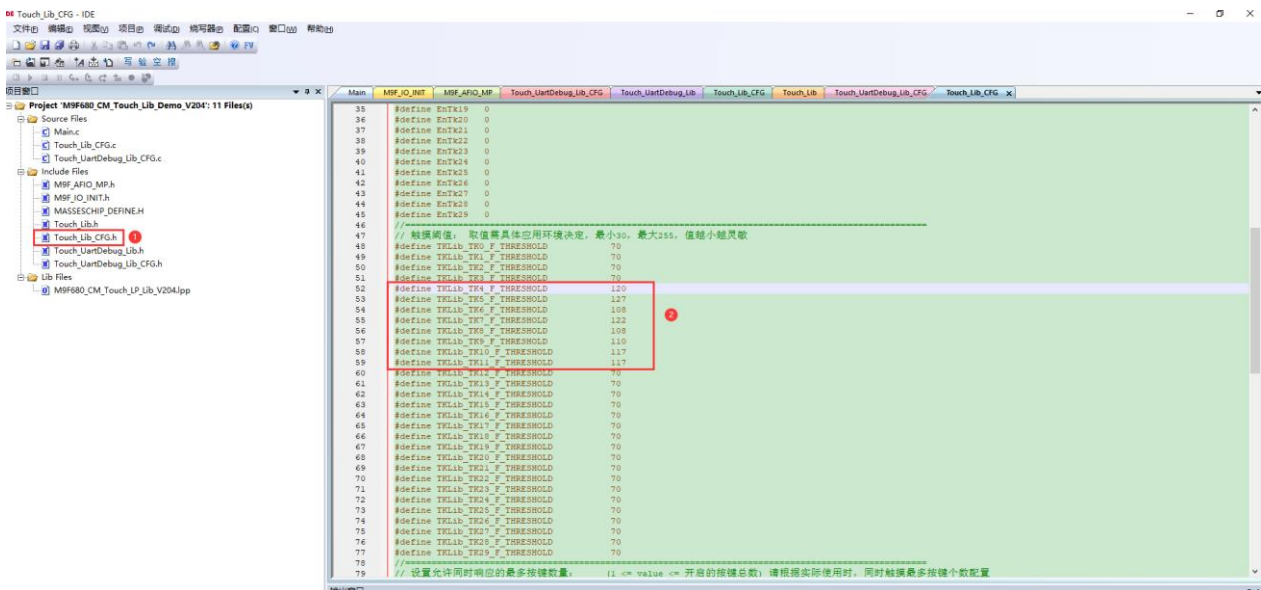 Touch_Lib_CFG - IDE
文件(F) 编辑(E) 视图(V) 项目(P) 调试(D) 烧写器(P) 配置(C) 窗口(W) 帮助(H)
项目窗口
Main M9F_IO_INIT M9F_AFIO_MP Touch_UartDebug_Lib_CFG Touch_UartDebug_Lib Touch_Lib_CFG Touch_Lib Touch_UartDebug_Lib_CFG Touch_Lib_CFG x
Project 'M9F680_CM_Touch_Lib_Demo_V204': 11 Files(s)
Source Files
Main.c
Touch_Lib_CFG.c
Touch_UartDebug_Lib_CFG.c
Include Files
M9F_AFIO_MP.h
M9F_IO_INIT.h
MASSESCHIP_DEFINE.H
Touch_Lib.h
Touch_Lib_CFG.h 1
Touch_UartDebug_Lib.h
Touch_UartDebug_Lib_CFG.h
Lib Files
M9F680_CM_Touch_LP_Lib_V204.lpp
35 #define EnTk19 0
36 #define EnTk20 0
37 #define EnTk21 0
38 #define EnTk22 0
39 #define EnTk23 0
40 #define EnTk24 0
41 #define EnTk25 0
42 #define EnTk26 0
43 #define EnTk27 0
44 #define EnTk28 0
45 #define EnTk29 0
46 //================================================
47 // 触摸阈值: 取值需具体应用环境决定, 最小30, 最大255, 值越小越灵敏
48 #define TKLib_TK0_F_THRESHOLD 70
49 #define TKLib_TK1_F_THRESHOLD 70
50 #define TKLib_TK2_F_THRESHOLD 70
51 #define TKLib_TK3_F_THRESHOLD 70
52 #define TKLib_TK4_F_THRESHOLD 120
53 #define TKLib_TK5_F_THRESHOLD 127
54 #define TKLib_TK6_F_THRESHOLD 108
55 #define TKLib_TK7_F_THRESHOLD 122
56 #define TKLib_TK8_F_THRESHOLD 108
57 #define TKLib_TK9_F_THRESHOLD 110
58 #define TKLib_TK10_F_THRESHOLD 117
59 #define TKLib_TK11_F_THRESHOLD 117
2
60 #define TKLib_TK12_F_THRESHOLD 70
61 #define TKLib_TK13_F_THRESHOLD 70
62 #define TKLib_TK14_F_THRESHOLD 70
63 #define TKLib_TK15_F_THRESHOLD 70
64 #define TKLib_TK16_F_THRESHOLD 70
65 #define TKLib_TK17_F_THRESHOLD 70
66 #define TKLib_TK18_F_THRESHOLD 70
67 #define TKLib_TK19_F_THRESHOLD 70
68 #define TKLib_TK20_F_THRESHOLD 70
69 #define TKLib_TK21_F_THRESHOLD 70
70 #define TKLib_TK22_F_THRESHOLD 70
71 #define TKLib_TK23_F_THRESHOLD 70
72 #define TKLib_TK24_F_THRESHOLD 70
73 #define TKLib_TK25_F_THRESHOLD 70
74 #define TKLib_TK26_F_THRESHOLD 70
75 #define TKLib_TK27_F_THRESHOLD 70
76 #define TKLib_TK28_F_THRESHOLD 70
77 #define TKLib_TK29_F_THRESHOLD 70
78 //================================================
79 // 设置允许同时响应的最多按键数量: (1 <= value <= 开启的按键总数) 请根据实际使用时, 同时触摸最多按键个数配置